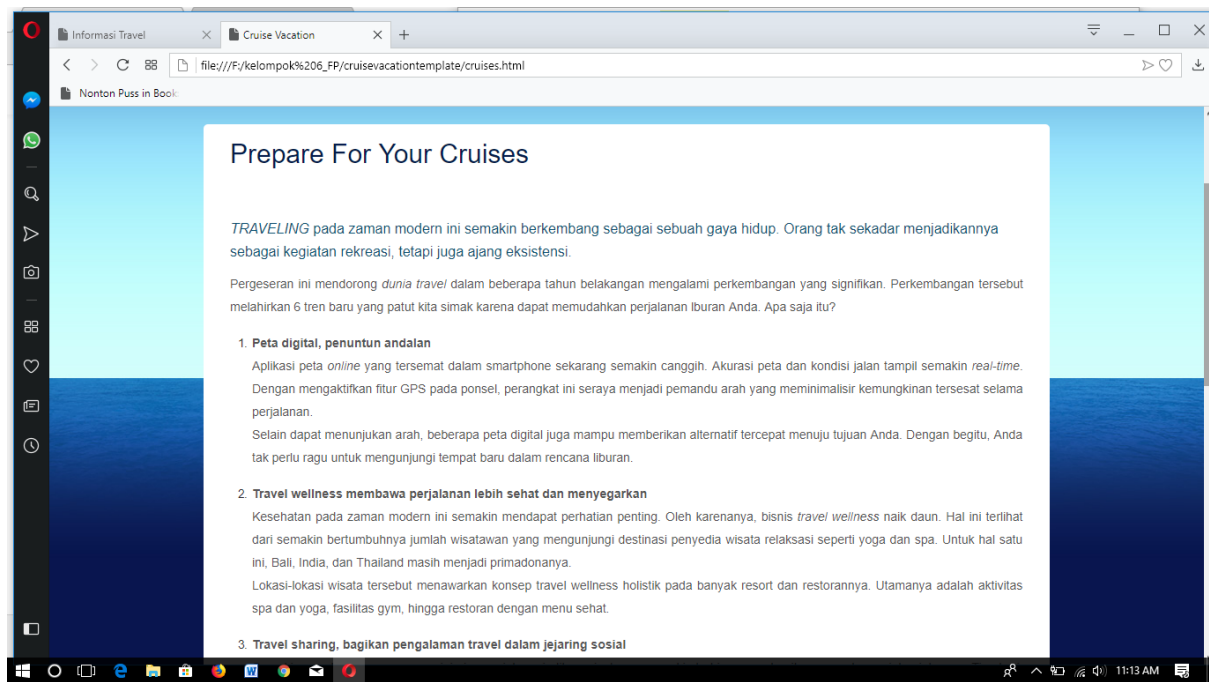 Informasi Travel
Cruise Vacation
file:///F:/kelompok%206_FP/cruisevacationtemplate/cruises.html
Nonton Puss in Book:
Prepare For Your Cruises
TRAVELING pada zaman modern ini semakin berkembang sebagai sebuah gaya hidup. Orang tak sekadar menjadikannya
sebagai kegiatan rekreasi, tetapi juga ajang eksistensi.
Pergeseran ini mendorong dunia travel dalam beberapa tahun belakangan mengalami perkembangan yang signifikan. Perkembangan tersebut
melahirkan 6 tren baru yang patut kita simak karena dapat memudahkan perjalanan lburan Anda. Apa saja itu?
1. Peta digital, penuntun andalan
Aplikasi peta online yang tersemat dalam smartphone sekarang semakin canggih. Akurasi peta dan kondisi jalan tampil semakin real-time.
Dengan mengaktifkan fitur GPS pada ponsel, perangkat ini seraya menjadi pemandu arah yang meminimalisir kemungkinan tersesat selama
perjalanan.
Selain dapat menunjukan arah, beberapa peta digital juga mampu memberikan alternatif tercepat menuju tujuan Anda. Dengan begitu, Anda
tak perlu ragu untuk mengunjungi tempat baru dalam rencana liburan.
2. Travel wellness membawa perjalanan lebih sehat dan menyegarkan
Kesehatan pada zaman modern ini semakin mendapat perhatian penting. Oleh karenanya, bisnis travel wellness naik daun. Hal ini terlihat
dari semakin bertumbuhnya jumlah wisatawan yang mengunjungi destinasi penyedia wisata relaksasi seperti yoga dan spa. Untuk hal satu
ini, Bali, India, dan Thailand masih menjadi primadonanya.
Lokasi-lokasi wisata tersebut menawarkan konsep travel wellness holistik pada banyak resort dan restorannya. Utamanya adalah aktivitas
spa dan yoga, fasilitas gym, hingga restoran dengan menu sehat.
3. Travel sharing, bagikan pengalaman travel dalam jejaring sosial
11:13 AM